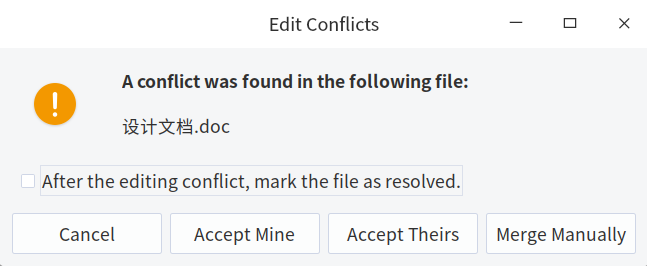 Edit Conflicts
A conflict was found in the following file:
设计文档.doc
After the editing conflict, mark the file as resolved.
Cancel
Accept Mine
Accept Theirs
Merge Manually